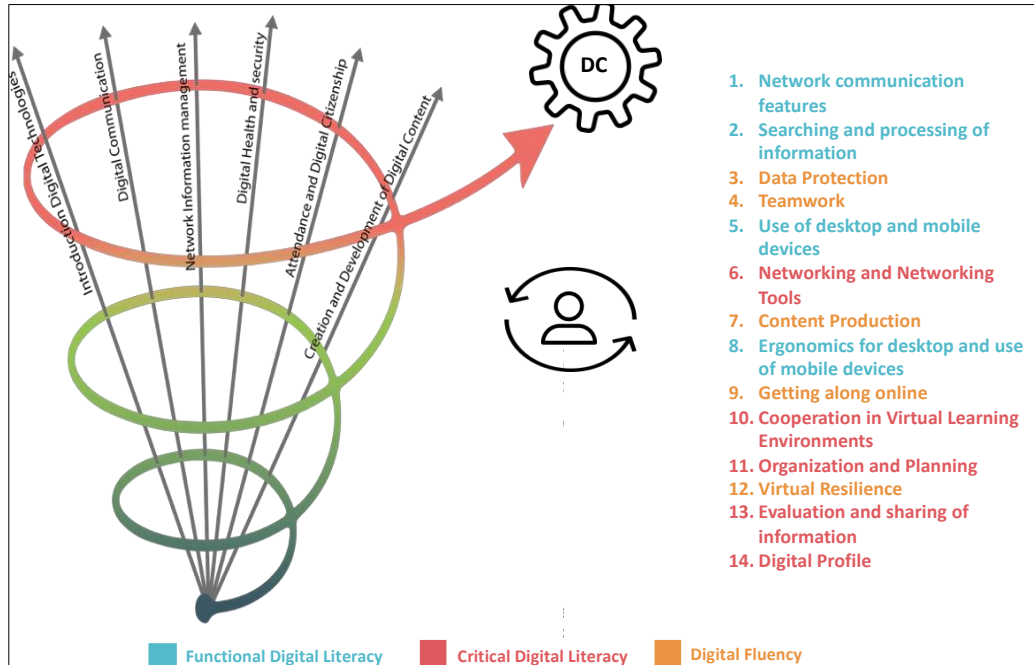 Introduction Digital Technologies
Digital Communication
Network Information management
Digital Health and security
Attendance and Digital Citizenship
Creation and Development of Digital Content
DC
1. Network communication
features
2. Searching and processing of
information
3. Data Protection
4. Teamwork
5. Use of desktop and mobile
devices
6. Networking and Networking
Tools
7. Content Production
8. Ergonomics for desktop and use
of mobile devices
9. Getting along online
10. Cooperation in Virtual Learning
Environments
11. Organization and Planning
12. Virtual Resilience
13. Evaluation and sharing of
information
14. Digital Profile
Functional Digital Literacy
Critical Digital Literacy
Digital Fluency